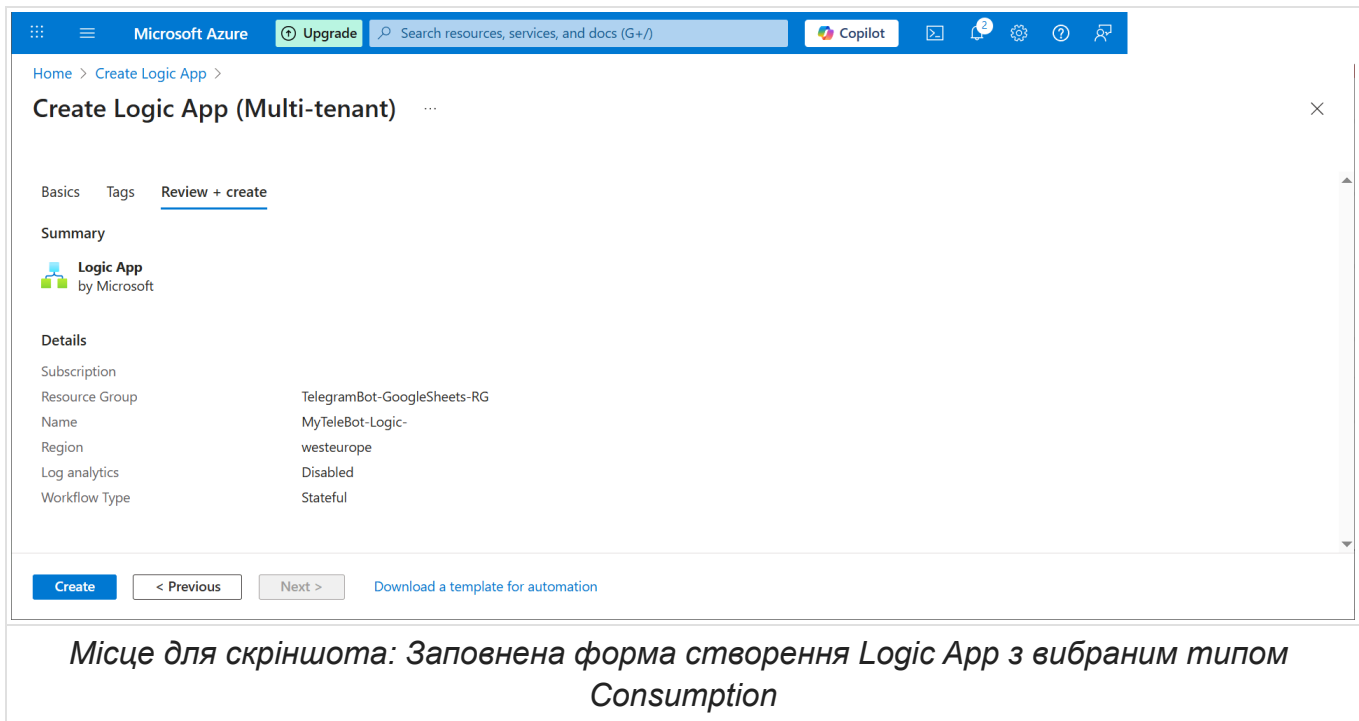 Microsoft Azure Upgrade Search resources, services, and docs (G+/) Copilot 2
Home > Create Logic App >
Create Logic App (Multi-tenant) ...
Basics Tags Review + create
Summary
Logic App
by Microsoft
Details
Subscription
Resource Group TelegramBot-GoogleSheets-RG
Name MyTeleBot-Logic-
Region westeurope
Log analytics Disabled
Workflow Type Stateful
Create < Previous Next > Download a template for automation
Місце для скріншота: Заповнена форма створення Logic App з вибраним типом
Consumption